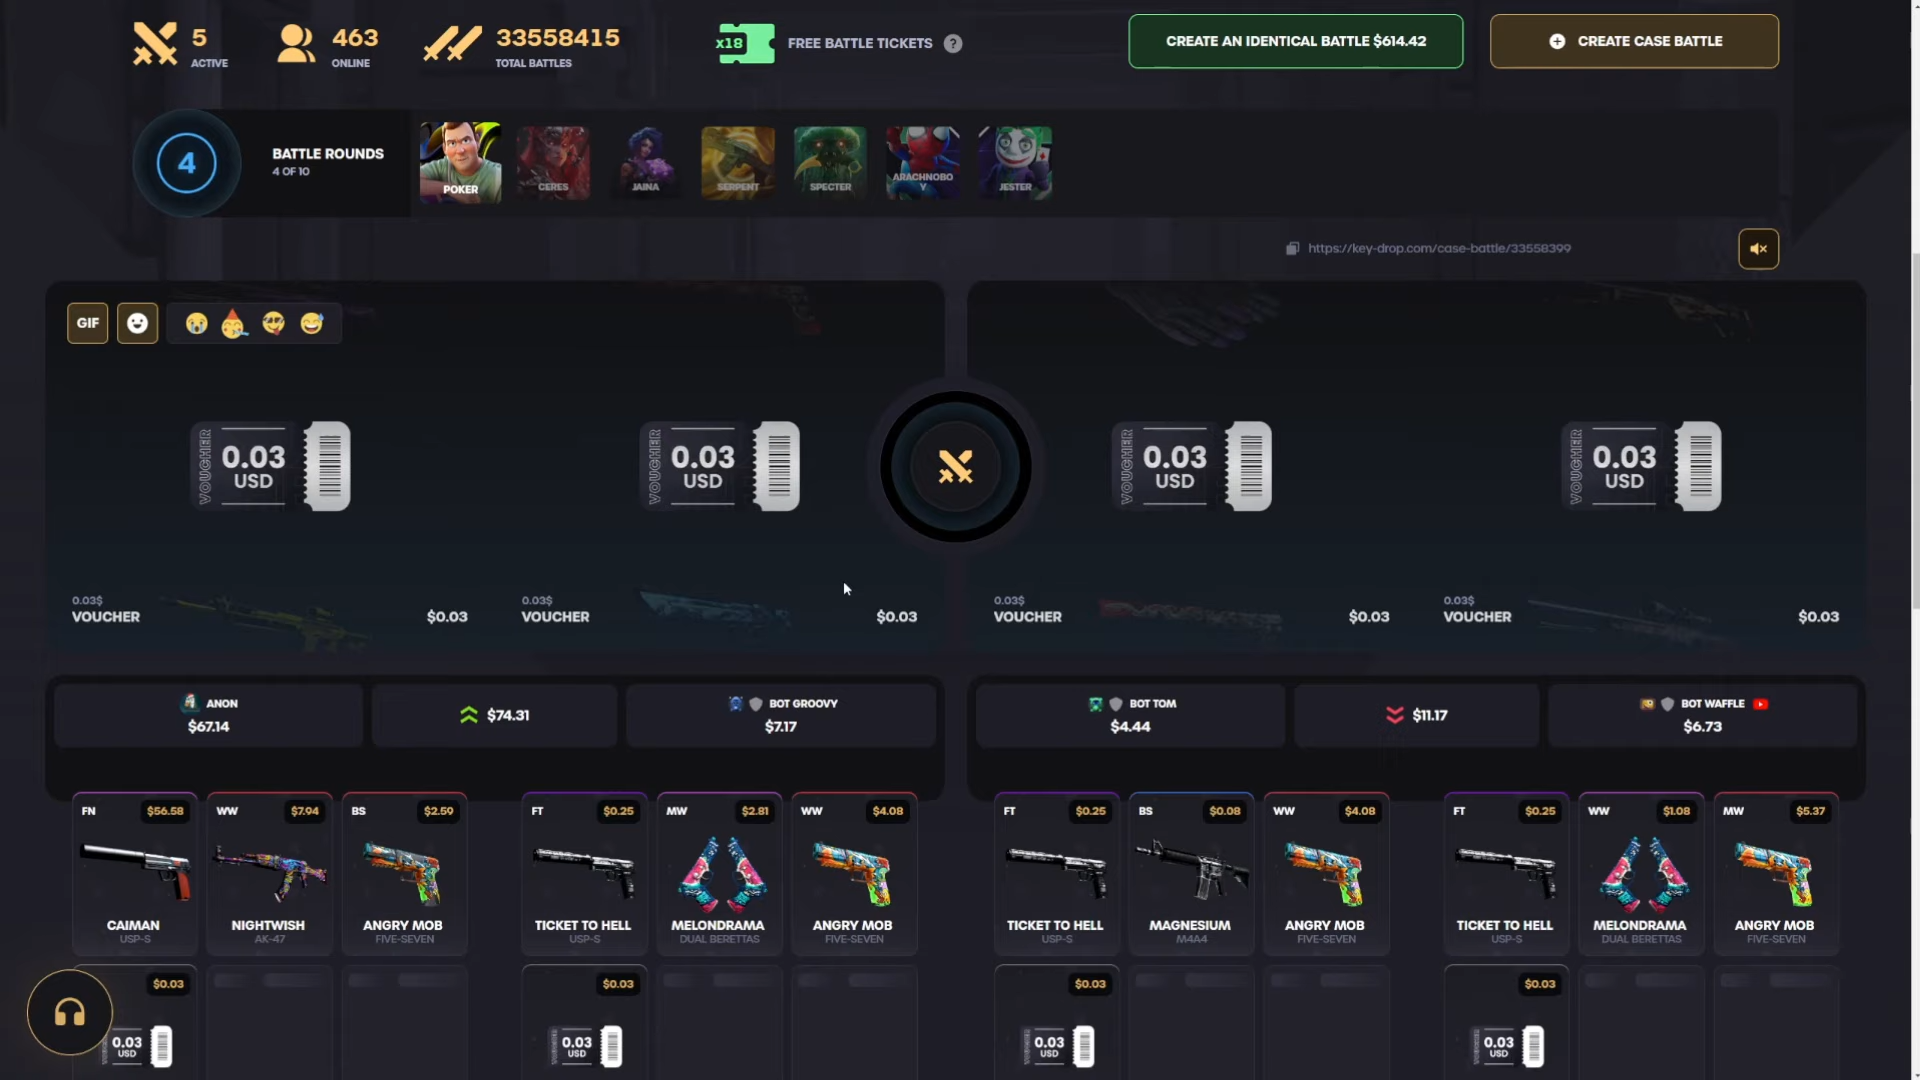 5
ACTIVE
463
ONLINE
33558415
TOTAL BATTLES
x18
FREE BATTLE TICKETS ?
CREATE AN IDENTICAL BATTLE $614.42
CREATE CASE BATTLE
4
BATTLE ROUNDS
4 OF 10
POKER
CERES
JAINA
SERPENT
SPECTER
ARACHNOBO
Y
JESTER
https://key-drop.com/case-battle/33558399
GIF
VOUCHER
0.03
USD
VOUCHER
0.03
USD
VOUCHER
0.03
USD
VOUCHER
0.03
USD
0.03$
VOUCHER
$0.03
0.03$
VOUCHER
$0.03
0.03$
VOUCHER
$0.03
0.03$
VOUCHER
$0.03
ANON
$67.14
$74.31
BOT GROOVY
$7.17
BOT TOM
$4.44
$11.17
BOT WAFFLE
$6.73
FN $56.58
CAIMAN
USP-S
WW $7.94
NIGHTWISH
AK-47
BS $2.59
ANGRY MOB
FIVE-SEVEN
FT $0.25
TICKET TO HELL
USP-S
MW $2.81
MELONDRAMA
DUAL BERETTAS
WW $4.08
ANGRY MOB
FIVE-SEVEN
FT $0.25
TICKET TO HELL
USP-S
BS $0.08
MAGNESIUM
M4A4
WW $4.08
ANGRY MOB
FIVE-SEVEN
FT $0.25
TICKET TO HELL
USP-S
WW $1.08
MELONDRAMA
DUAL BERETTAS
MW $5.37
ANGRY MOB
FIVE-SEVEN
$0.03
0.03
USD
$0.03
0.03
USD
$0.03
0.03
USD
$0.03
0.03
USD